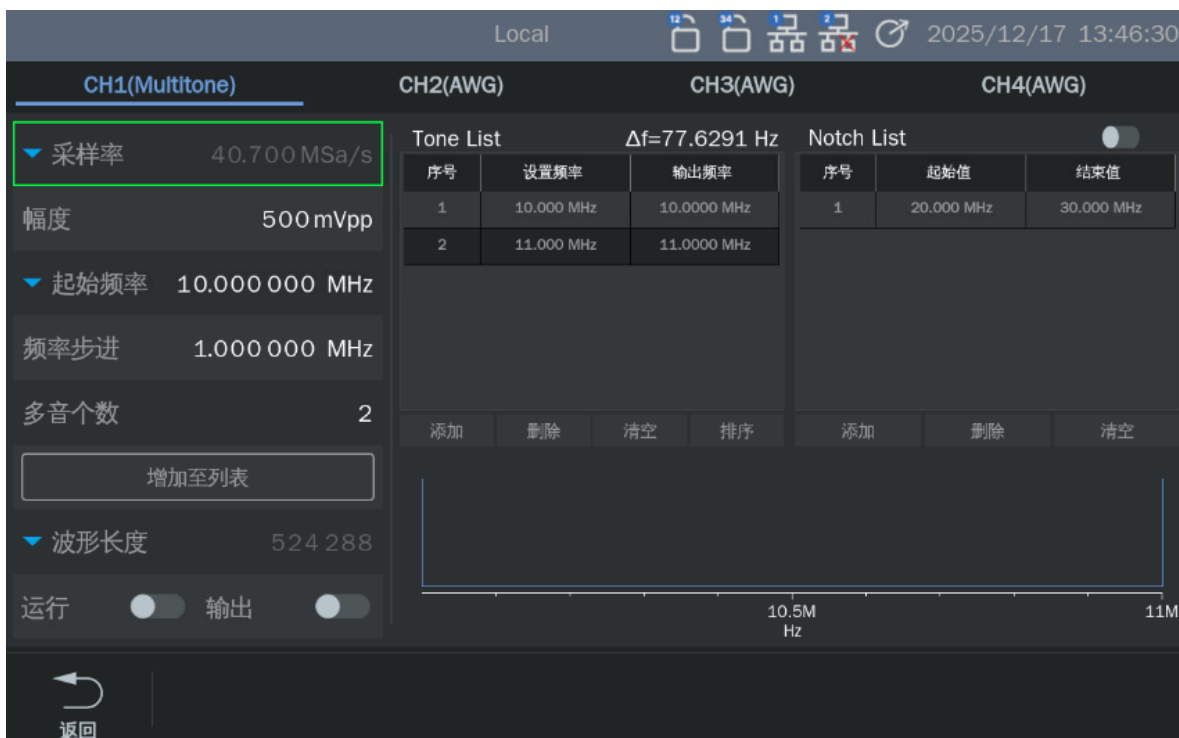 Local 12 34 1 2 2025/12/17 13:46:30
CH1(Multitone) CH2(AWG) CH3(AWG) CH4(AWG)
采样率 40.700 MSa/s
幅度 500 mVpp
起始频率 10.000 000 MHz
频率步进 1.000 000 MHz
多音个数 2
增加至列表
波形长度 524 288
运行 输出
Tone List Δf=77.6291 Hz
序号 设置频率 输出频率
1 10.000 MHz 10.0000 MHz
2 11.000 MHz 11.0000 MHz
添加 删除 清空 排序
Notch List
序号 起始值 结束值
1 20.000 MHz 30.000 MHz
添加 删除 清空
10.5M 11M
Hz
返回